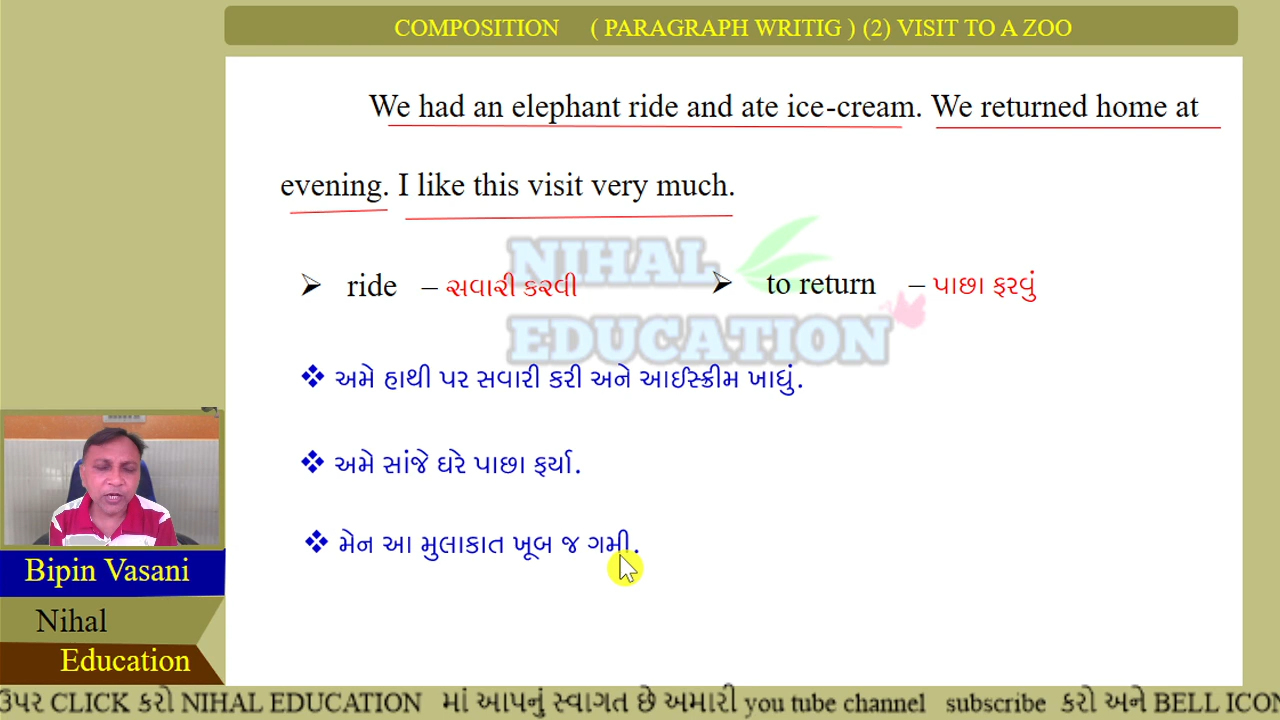 COMPOSITION ( PARAGRAPH WRITIG ) (2) VISIT TO A ZOO
We had an elephant ride and ate ice-cream. We returned home at
evening. I like this visit very much.
NIHAL
EDUCATION
➢ ride – સવારી કરવી ➢ to return – પાછા ફરવું
❖ અમે હાથી પર સવારી કરી અને આઈસ્ક્રીમ ખાધું.
❖ અમે સાંજે ઘરે પાછા ફર્યા.
❖ મેન આ મુલાકાત ખૂબ જ ગમી.
Bipin Vasani
Nihal
Education
ઉપર CLICK કરો NIHAL EDUCATION માં આપનું સ્વાગત છે અમારી you tube channel subscribe કરો અને BELL ICON